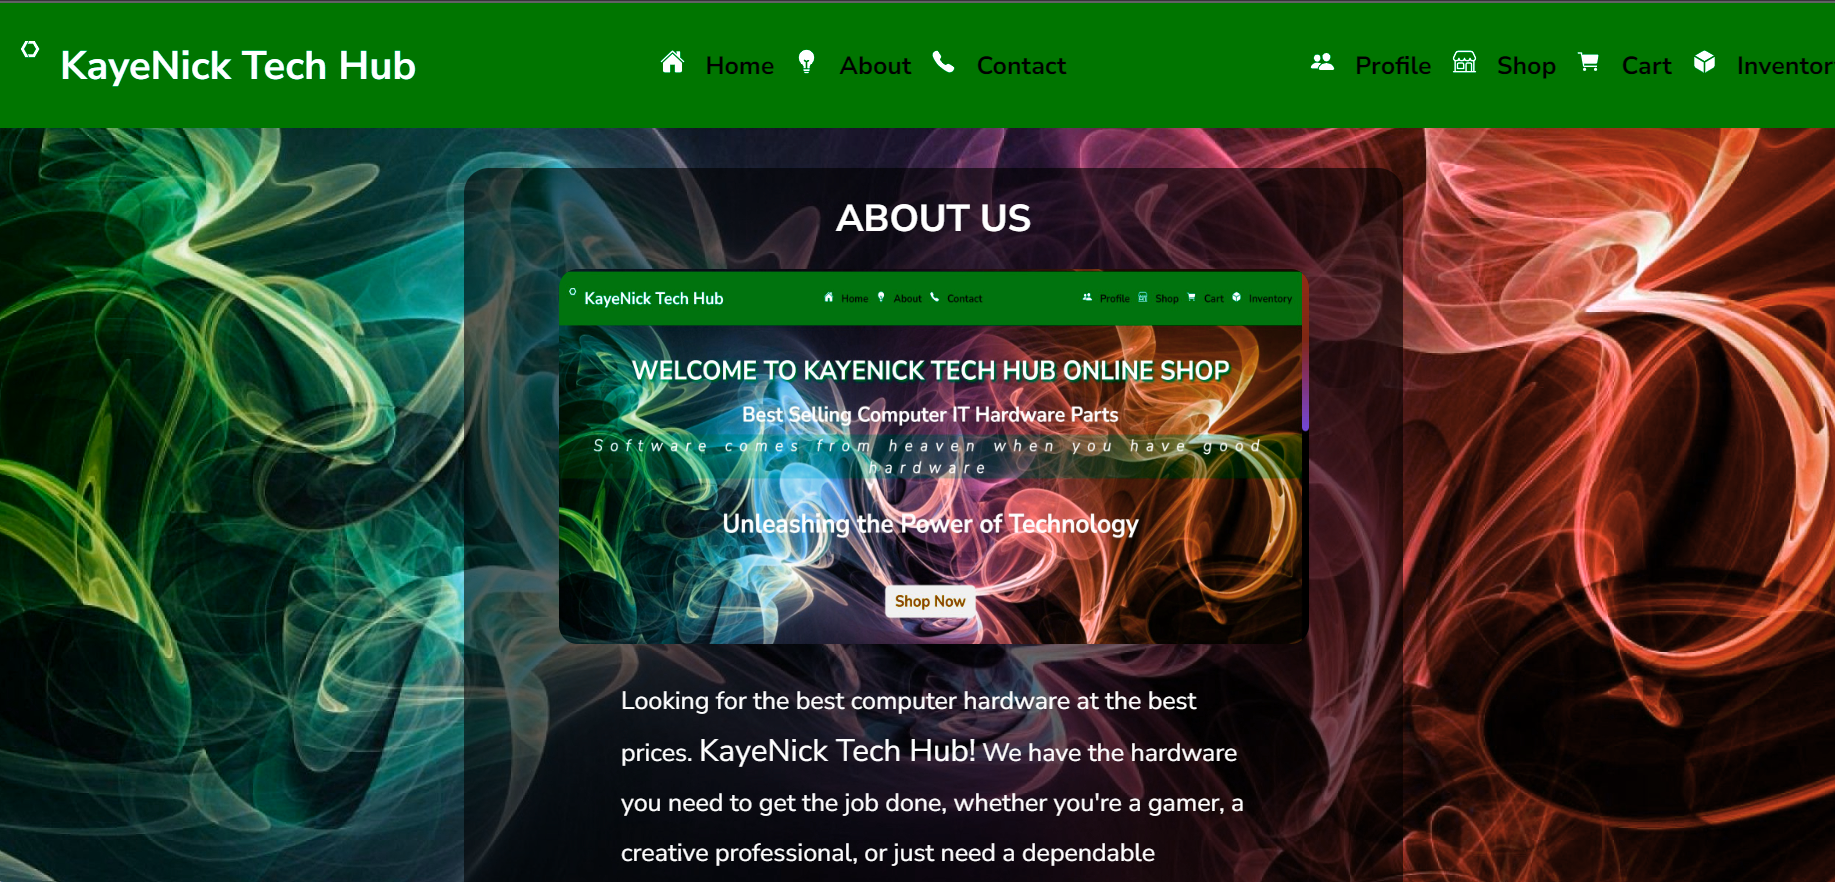 KayeNick Tech Hub
Home About Contact
Profile Shop Cart Inventor
ABOUT US
KayeNick Tech Hub
Home About Contact
Profile Shop Cart Inventory
WELCOME TO KAYENICK TECH HUB ONLINE SHOP
Best Selling Computer IT Hardware Parts
Software comes from heaven when you have good
hardware
Unleashing the Power of Technology
Shop Now
Looking for the best computer hardware at the best
prices. KayeNick Tech Hub! We have the hardware
you need to get the job done, whether you're a gamer, a
creative professional, or just need a dependable